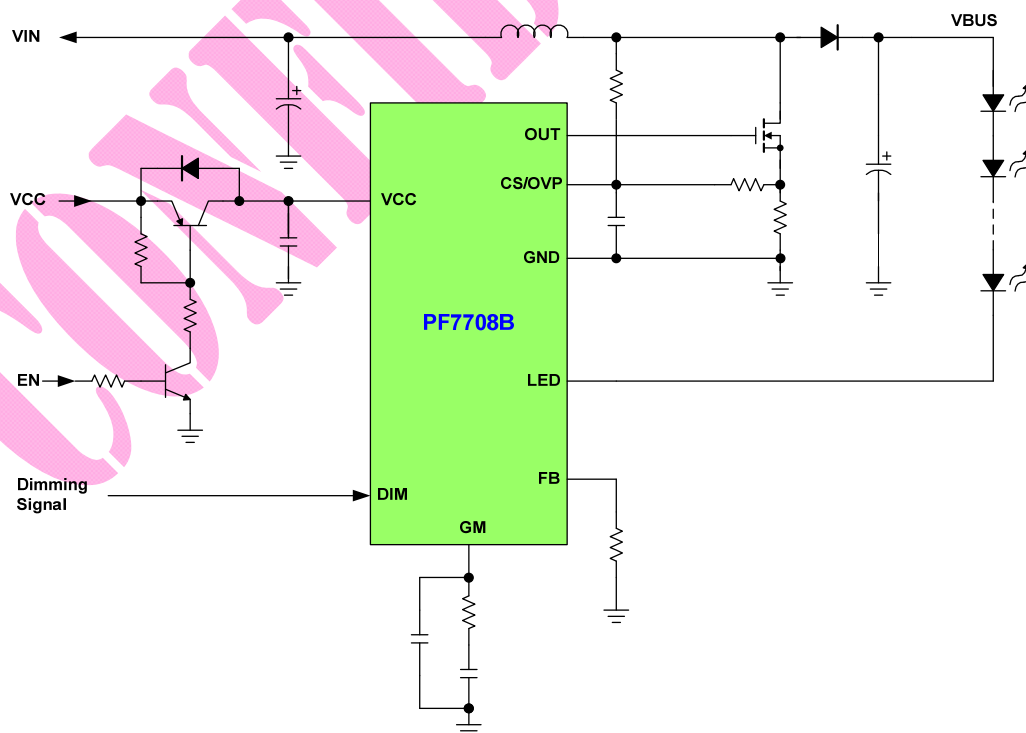 VIN
VBUS
OUT
CS/OVP
VCC
VCC
GND
PF7708B
EN
LED
FB
Dimming
Signal
DIM
GM